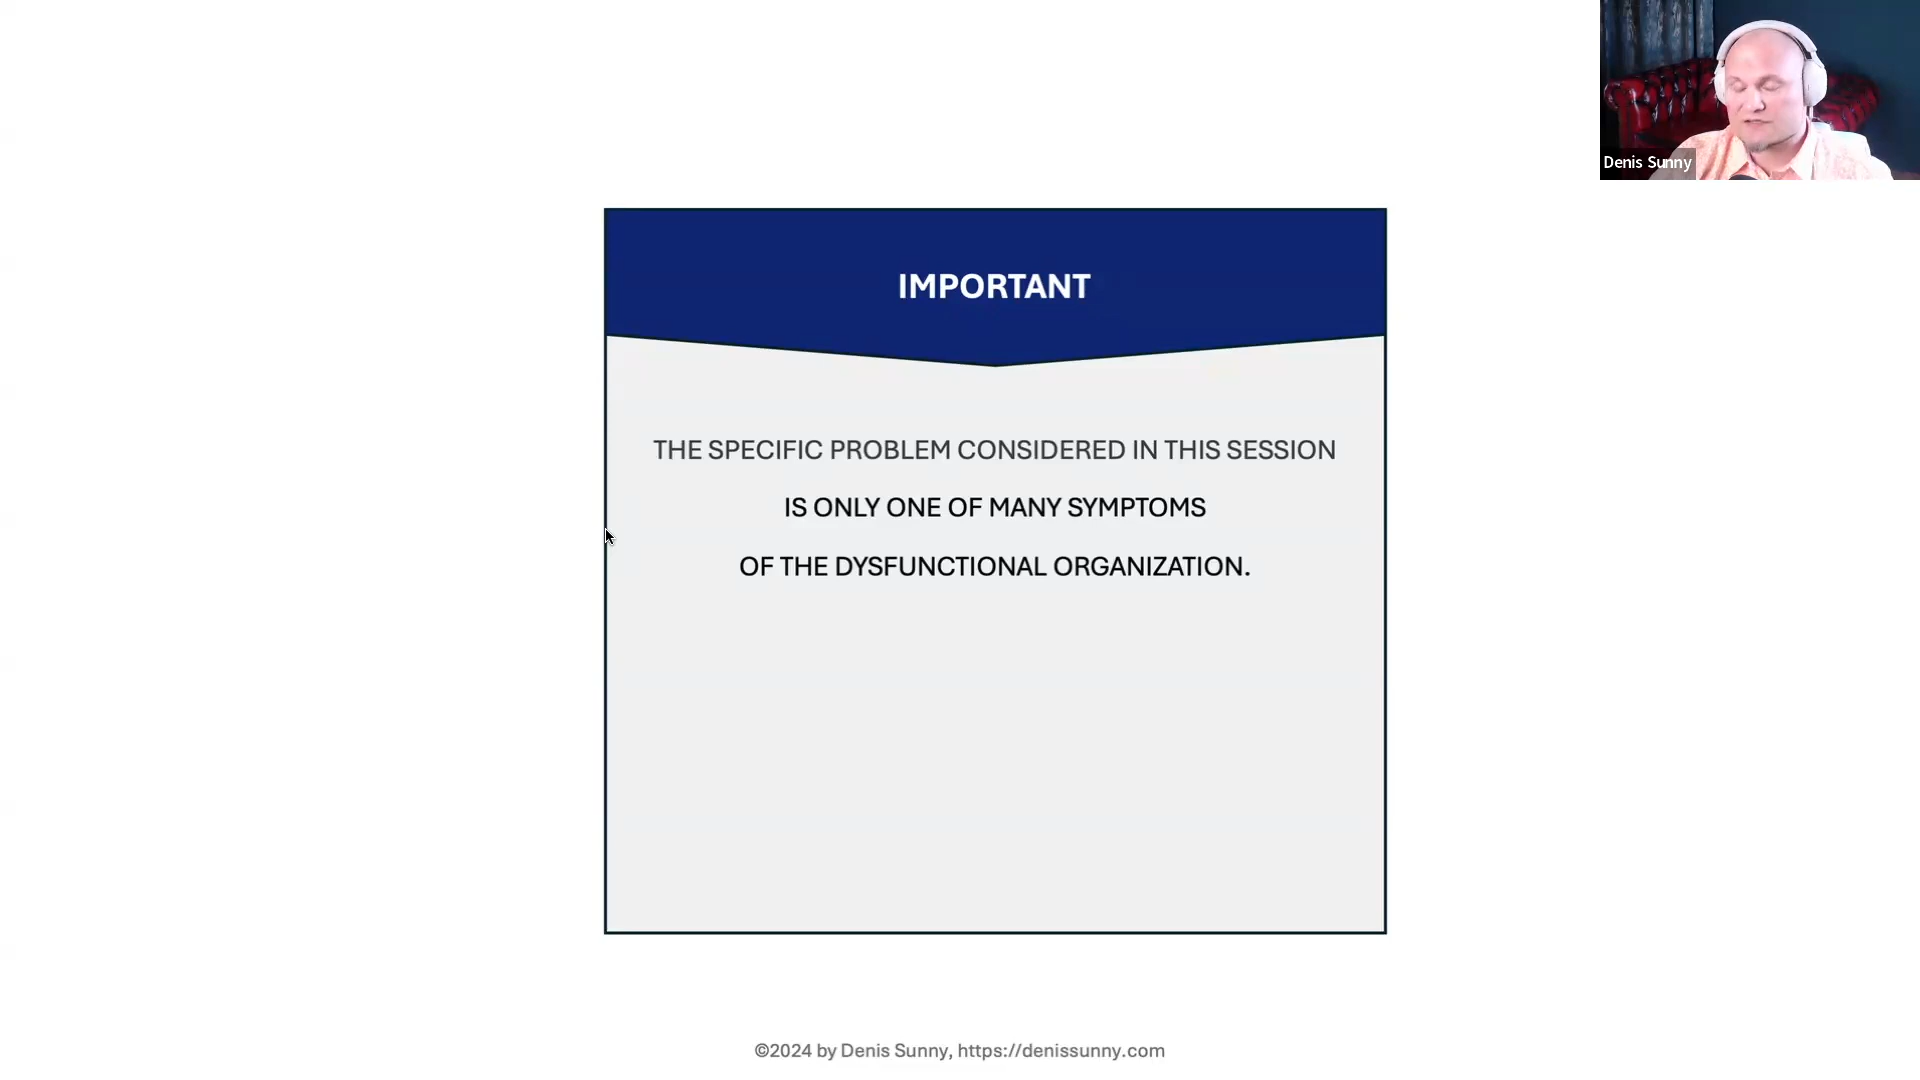 Denis Sunny
IMPORTANT
THE SPECIFIC PROBLEM CONSIDERED IN THIS SESSION
IS ONLY ONE OF MANY SYMPTOMS
OF THE DYSFUNCTIONAL ORGANIZATION.
©2024 by Denis Sunny, https://denissunny.com